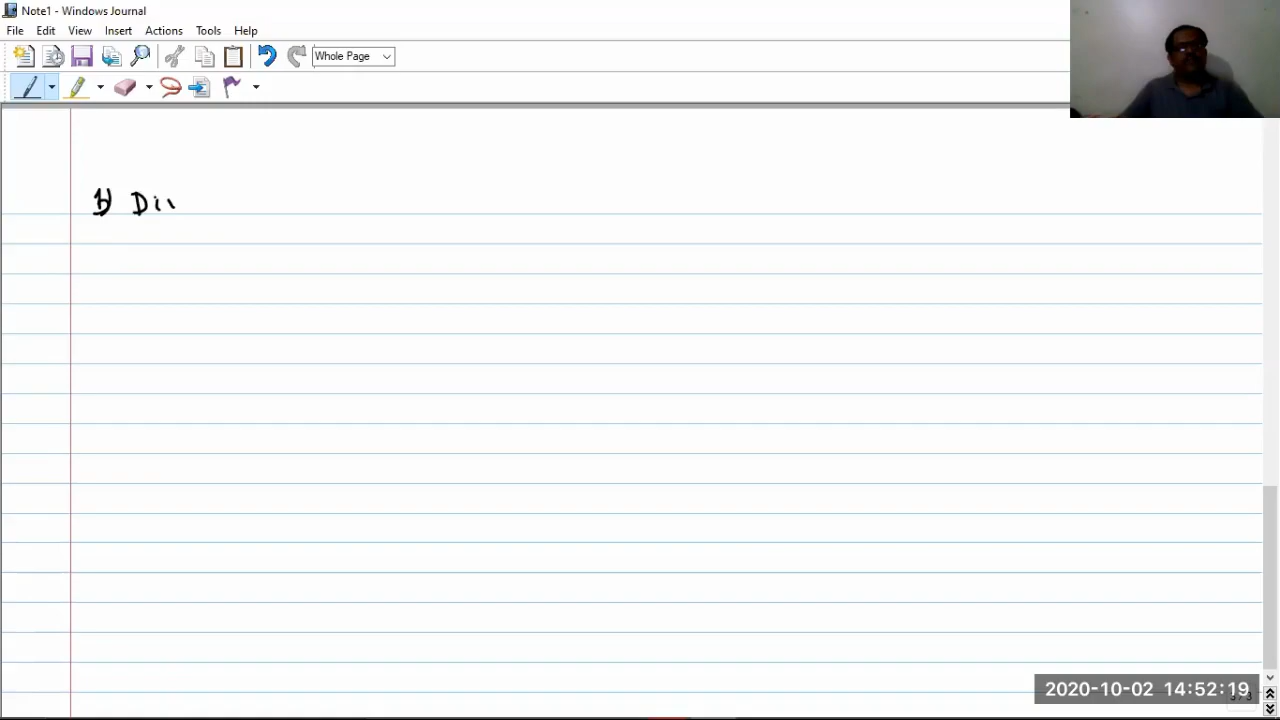 Note1 - Windows Journal
File Edit View Insert Actions Tools Help
Whole Page
1) Di
2020-10-02 14:52:19